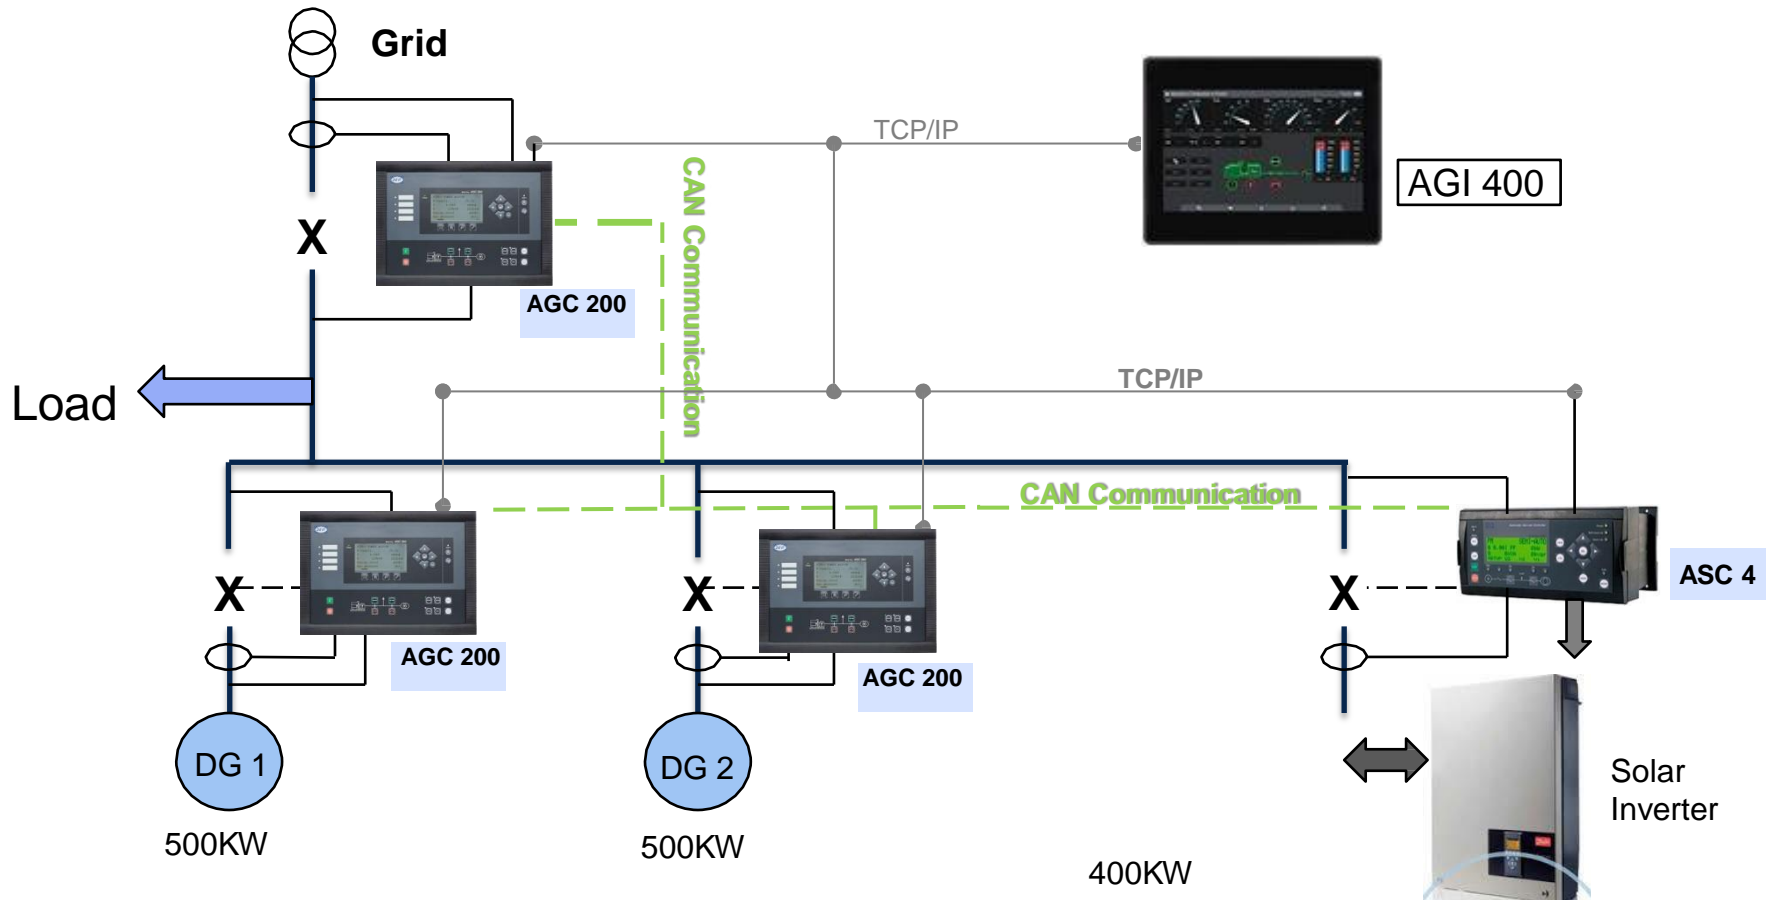 Grid
TCP/IP
AGI 400
CAN Communication
AGC 200
Load
TCP/IP
CAN Communication
X
ASC 4
X
X
X
AGC 200
AGC 200
DG 1
DG 2
Solar
Inverter
500KW
500KW
400KW